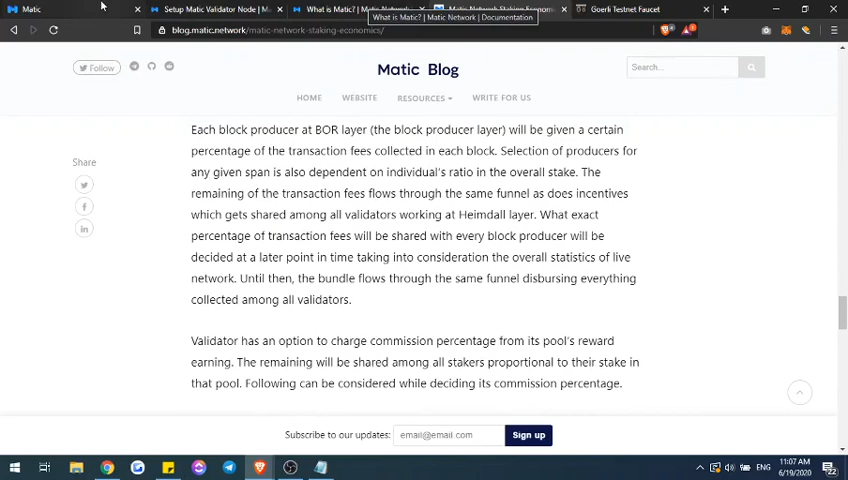 Matic
Setup Matic Validator Node | M
What is Matic? | Matic Network
Matic Network Staking Econom
Goerli Testnet Faucet
What is Matic? | Matic Network | Documentation
blog.matic.network/matic-network-staking-economics/
Follow
Matic Blog
Search...
HOME
WEBSITE
RESOURCES
WRITE FOR US
Each block producer at BOR layer (the block producer layer) will be given a certain
percentage of the transaction fees collected in each block. Selection of producers for
any given span is also dependent on individual's ratio in the overall stake. The
remaining of the transaction fees flows through the same funnel as does incentives
which gets shared among all validators working at Heimdall layer. What exact
percentage of transaction fees will be shared with every block producer will be
decided at a later point in time taking into consideration the overall statistics of live
network. Until then, the bundle flows through the same funnel disbursing everything
collected among all validators.
Share
Validator has an option to charge commission percentage from its pool's reward
earning. The remaining will be shared among all stakers proportional to their stake in
that pool. Following can be considered while deciding its commission percentage.
Subscribe to our updates:
email@email.com
Sign up
ENG
11:07 AM
6/19/2020
22